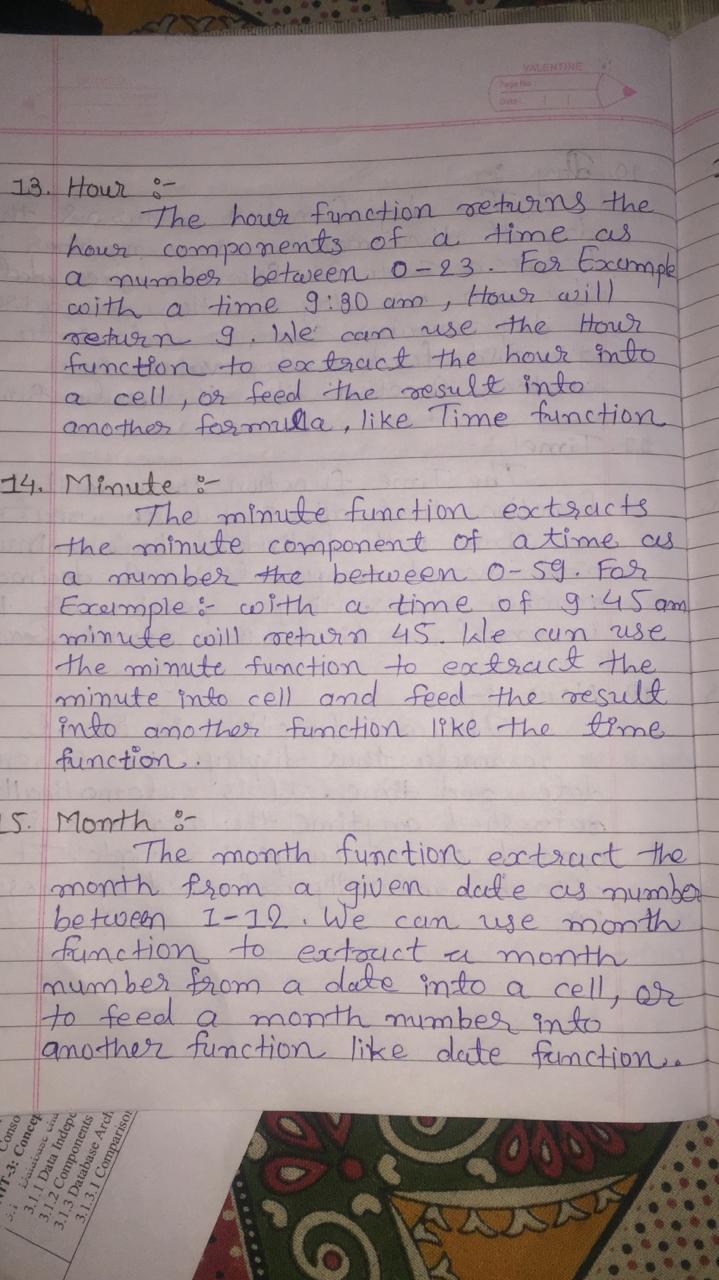 VALENTINE
Page No.
Date:
13. Hour :-
The hour function returns the
hour components of a time as
a number between 0-23. For Example
with a time 9:30 am, Hour will
return 9. We can use the Hour
function to extract the hour into
a cell, or feed the result into
another formula, like Time function
14. Minute :-
The minute function extracts
the minute component of a time as
a number the between 0-59. For
Example :- with a time of 9:45 am
minute will return 45. We can use
the minute function to extract the
minute into cell and feed the result
into another function like the time
function.
5. Month :-
The month function extract the
month from a given date as number
between 1-12. We can use month
function to extract a month
number from a date into a cell, or
to feed a month number into
another function like date function.
Conso
IT-3: Concep
3.1.1 Data Indepe
3.1.2 Components
3.1.3 Database Arch
3.1.3.1 Comparison